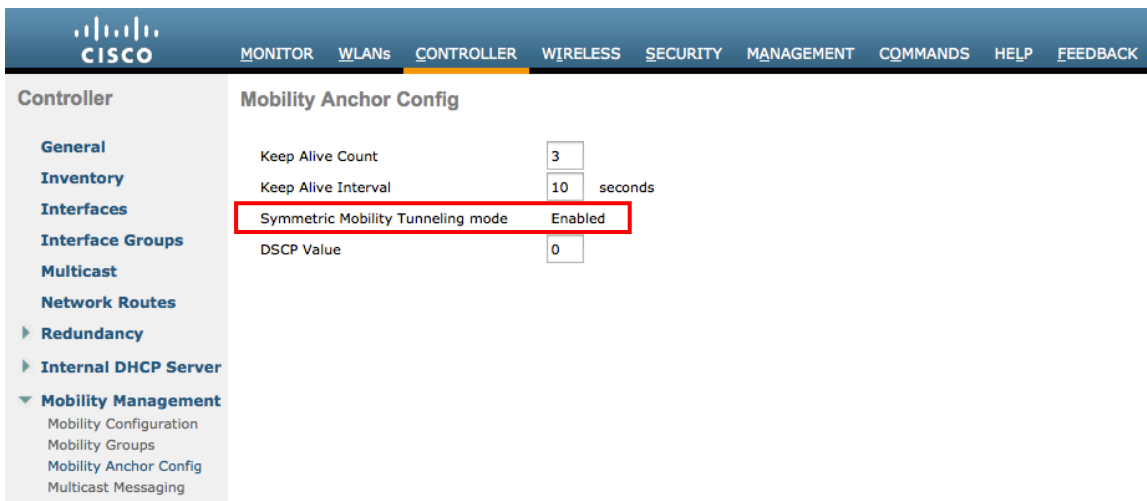 CISCO
MONITOR WLANs CONTROLLER WIRELESS SECURITY MANAGEMENT COMMANDS HELP FEEDBACK
Controller
General
Inventory
Interfaces
Interface Groups
Multicast
Network Routes
Redundancy
Internal DHCP Server
Mobility Management
Mobility Configuration
Mobility Groups
Mobility Anchor Config
Multicast Messaging
Mobility Anchor Config
Keep Alive Count 3
Keep Alive Interval 10 seconds
Symmetric Mobility Tunneling mode Enabled
DSCP Value 0